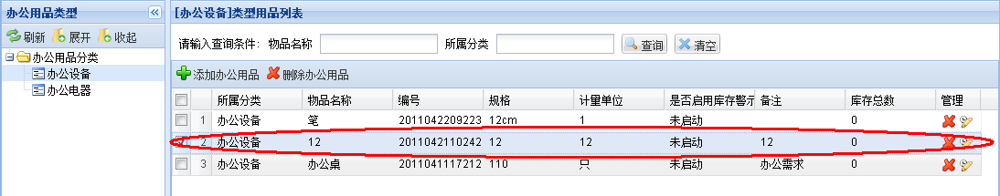 办公用品类型
刷新 展开 收起
办公用品分类
办公设备
办公电器
[办公设备]类型用品列表
请输入查询条件: 物品名称 所属分类 查询 清空
添加办公用品 删除办公用品
所属分类 物品名称 编号 规格 计量单位 是否启用库存警示 备注 库存总数 管理
1 办公设备 笔 2011042209223 12cm 1 未启动 0
2 办公设备 12 2011042110242 12 12 未启动 12 0
3 办公设备 办公桌 2011041117212 110 只 未启动 办公需求 0